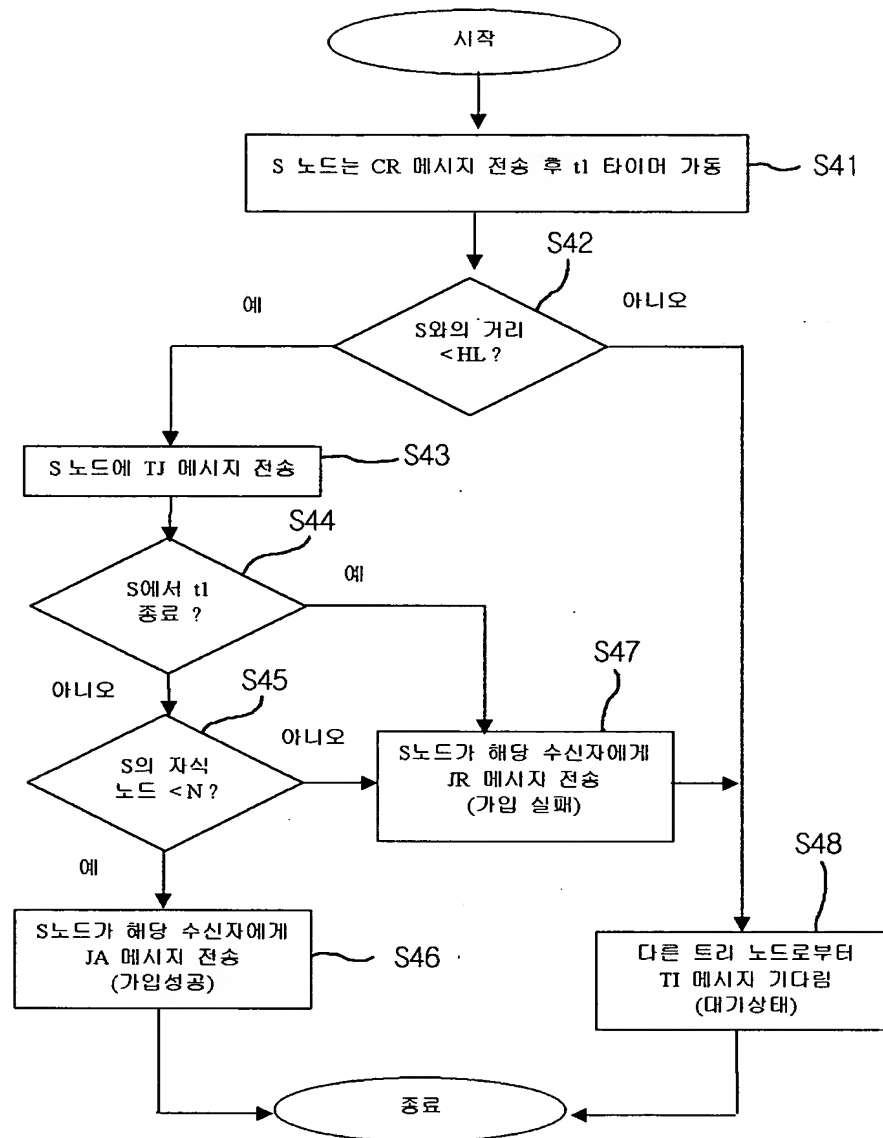 시작
S 노드는 CR 메시지 전송 후 t1 타이머 가동
S41
S42
예
아니오
S와의 거리
<HL ?
S 노드에 TJ 메시지 전송
S43
S44
S에서 t1
종료 ?
예
아니오
S45
S47
S의 자식
노드 <N ?
아니오
S노드가 해당 수신자에게
JR 메시지 전송
(가입 실패)
예
S48
S노드가 해당 수신자에게
JA 메시지 전송
(가입성공)
S46
다른 트리 노드로부터
TI 메시지 기다림
(대기상태)
종료